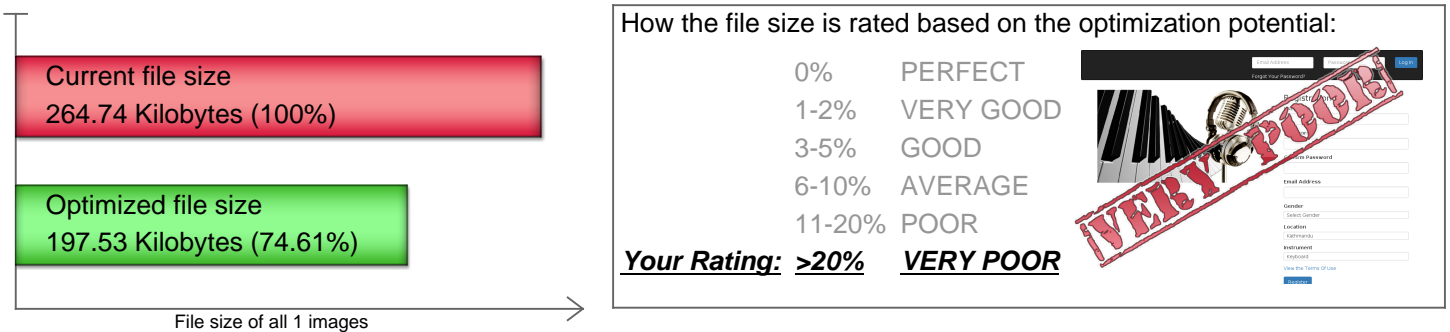 Current file size
264.74 Kilobytes (100%)
Optimized file size
197.53 Kilobytes (74.61%)
File size of all 1 images
How the file size is rated based on the optimization potential:
0% PERFECT
1-2% VERY GOOD
3-5% GOOD
6-10% AVERAGE
11-20% POOR
Your Rating: >20% VERY POOR
Email Address
Log in
Forgot Your Password?
VERY POOR!
Password
Email Address
Gender
Select Gender
Location
Kathmandu
Instrument
Keyboard
View the Terms Of Use
Register